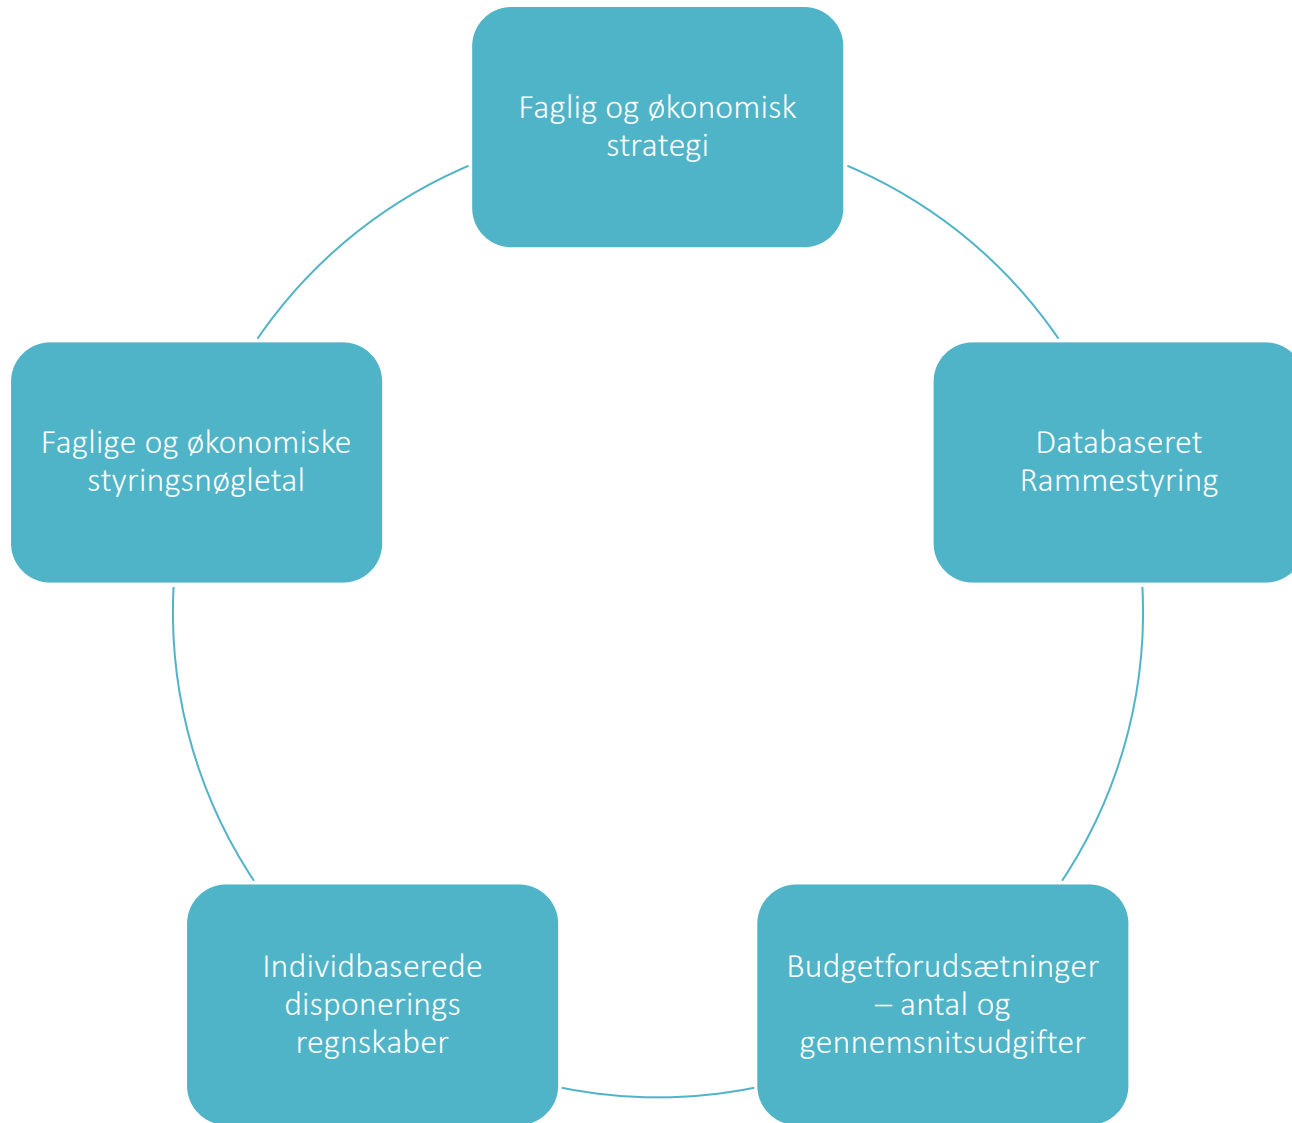 Faglig og økonomisk
strategi
Databaseret
Rammestyring
Budgetforudsætninger
– antal og
gennemsnitsudgifter
Individbaserede
disponerings
regnskaber
Faglige og økonomiske
styringsnøgletal